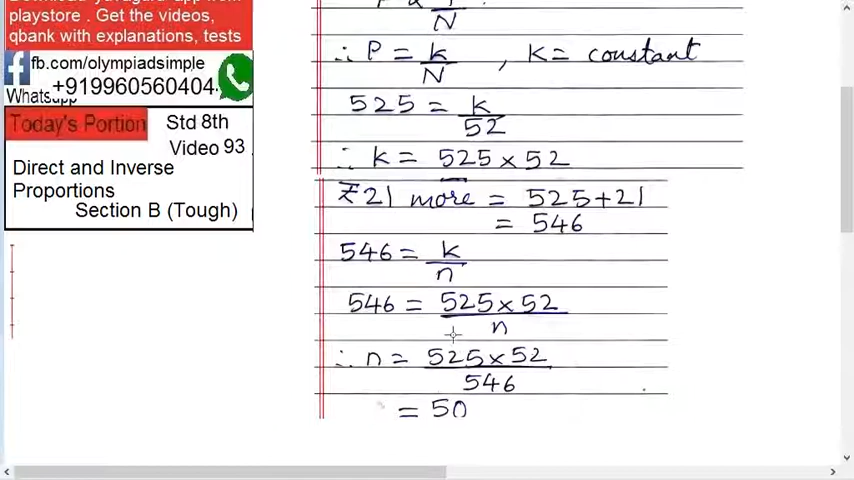 playstore. Get the videos,
qbank with explanations, tests
fb.com/olympiadsimple
+919960560404
Whatsapp
Today's Portion
Std 8th
Video 93
Direct and Inverse
Proportions
Section B (Tough)
N
∴ P = k/N , K = constant
525 = k/52
∴ k = 525 × 52
₹21 more = 525+21
= 546
546 = k/n
546 = 525×52/n
∴ n = 525×52/546
= 50